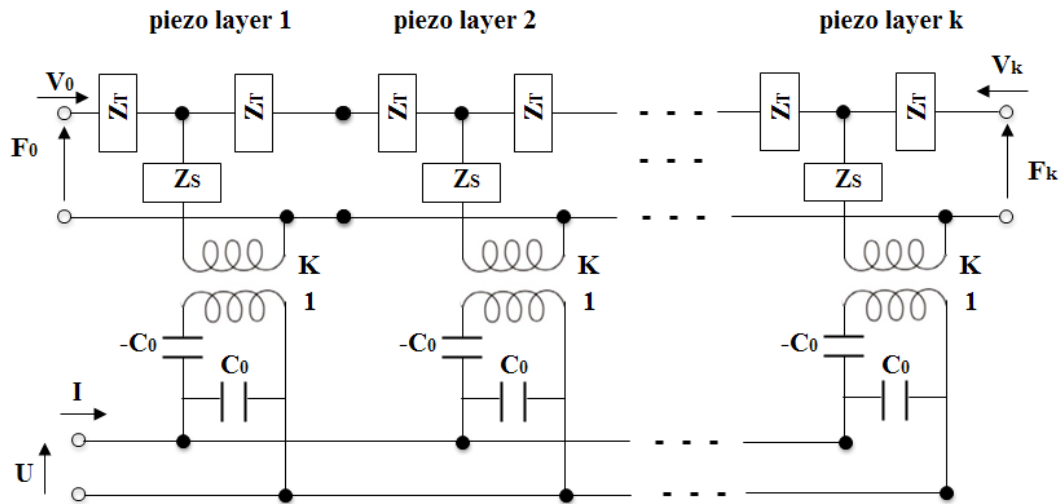 piezo layer 1 piezo layer 2 piezo layer k
V0 Vk
ZT ZT ZT ZT ZT ZT
F0 Fk
ZS ZS ZS
K K K
1 1 1
-C0 -C0 -C0
C0 C0 C0
I
U